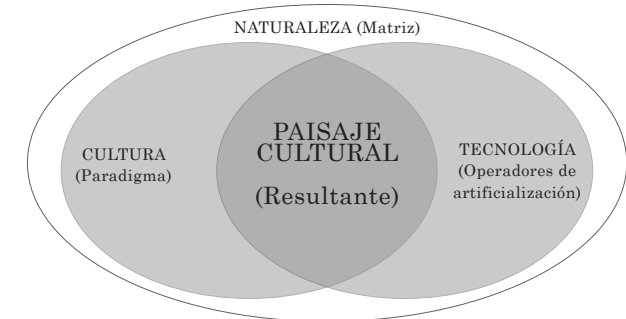 NATURALEZA (Matriz)
CULTURA
(Paradigma)
PAISAJE
CULTURAL
(Resultante)
TECNOLOGÍA
(Operadores de
artificialización)